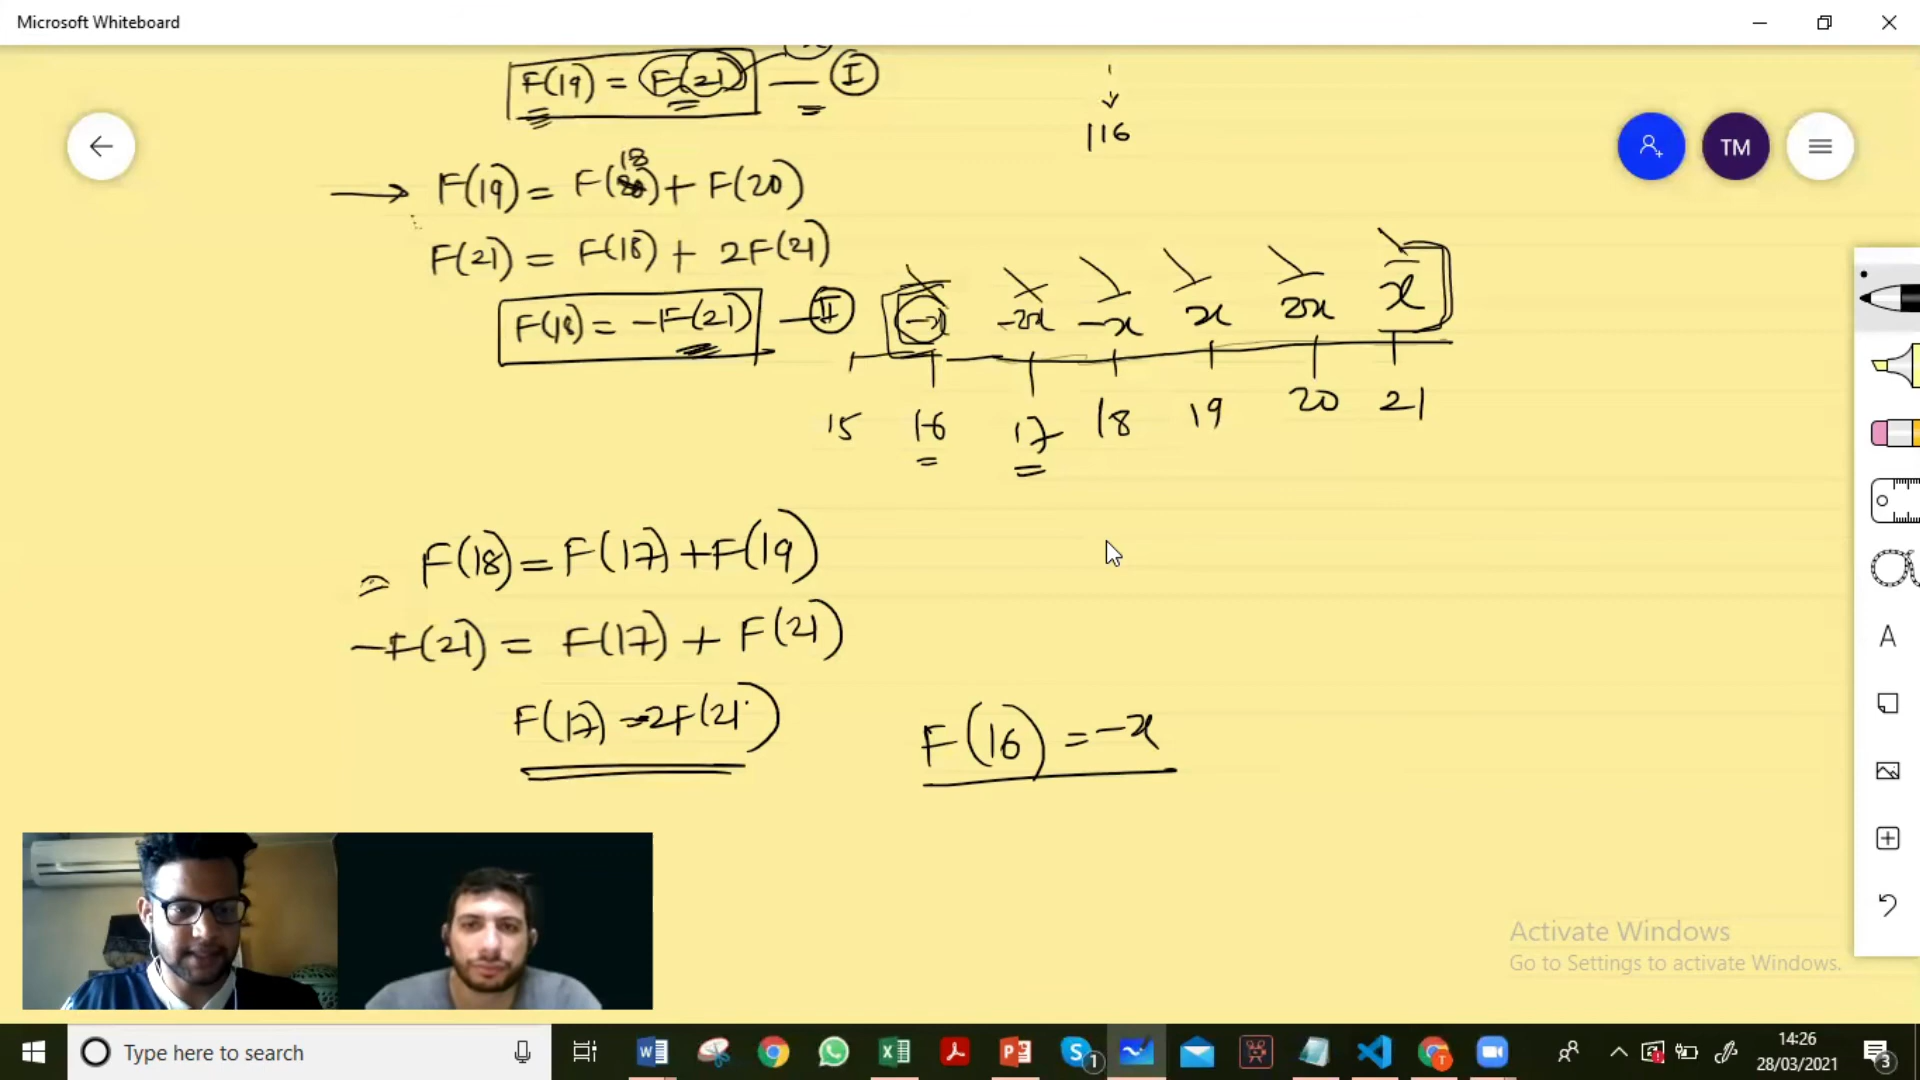 Microsoft Whiteboard
F(19) = F(21) — I
116
→ F(19) = F(18) + F(20)
F(21) = F(18) + 2F(21)
F(18) = -F(21) — II
-x -2x -x x 2x x
15 16 17 18 19 20 21
= F(18) = F(17) + F(19)
-F(21) = F(17) + F(21)
F(17) = -2F(21)
F(16) = -x
TM
A
Activate Windows
Go to Settings to activate Windows.
Type here to search
1
14:26
28/03/2021
3